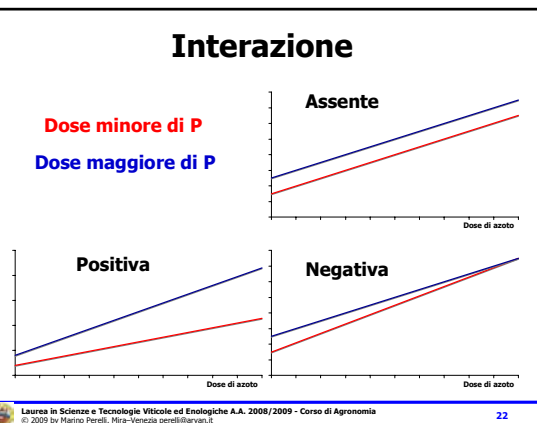 Interazione
Dose minore di P
Dose maggiore di P
Assente
Dose di azoto
Positiva
Dose di azoto
Negativa
Dose di azoto
Laurea in Scienze e Tecnologie Viticole ed Enologiche A.A. 2008/2009 - Corso di Agronomia
© 2009 by Marino Perelli, Mira–Venezia perelli@arvan.it
22